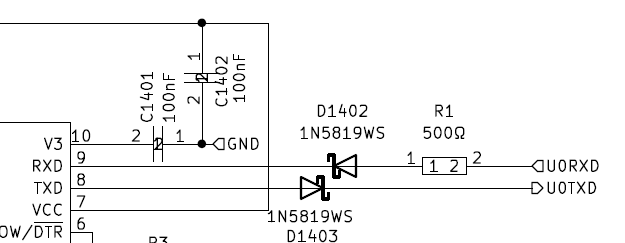 1
2
C1401
100nF
C1402
100nF
D1402
1N5819WS
R1
500Ω
V3 10 2 1 GND
RXD 9 1 1 2 2 U0RXD
TXD 8 U0TXD
VCC 7
1N5819WS
OW/DTR 6
D1403